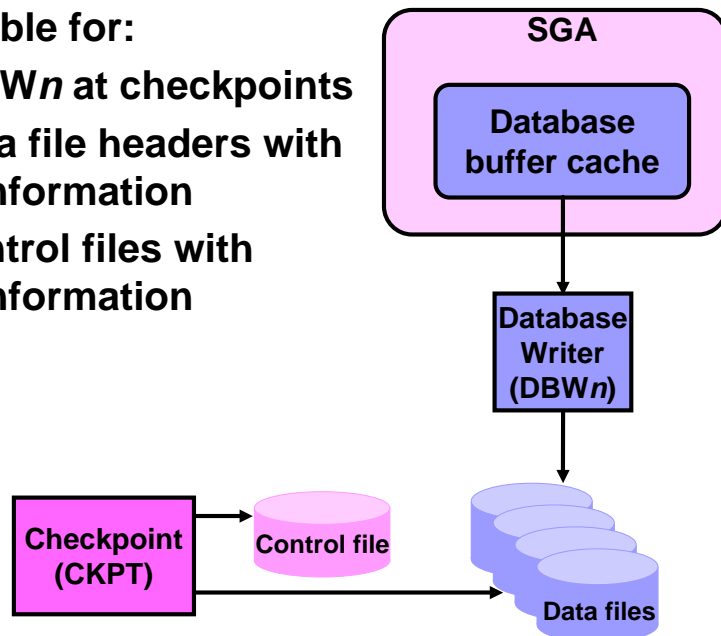 ble for:
Wn at checkpoints
a file headers with
nformation
ntrol files with
nformation
SGA
Database
buffer cache
Database
Writer
(DBWn)
Checkpoint
(CKPT)
Control file
Data files